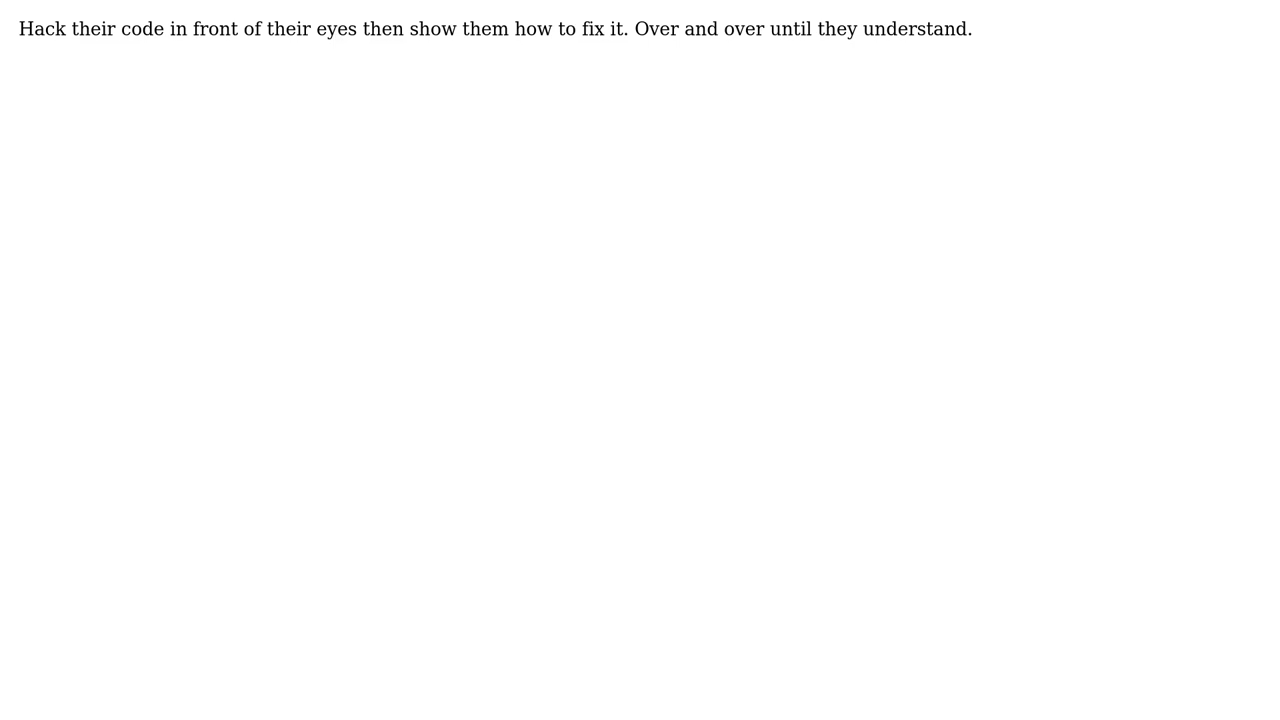 Hack their code in front of their eyes then show them how to fix it. Over and over until they understand.